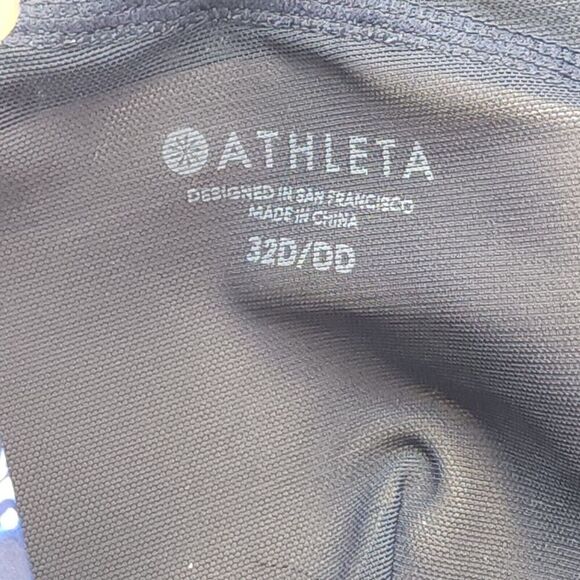 ATHLETA
DESIGNED IN SAN FRANCISCO
MADE IN CHINA
32D/DD